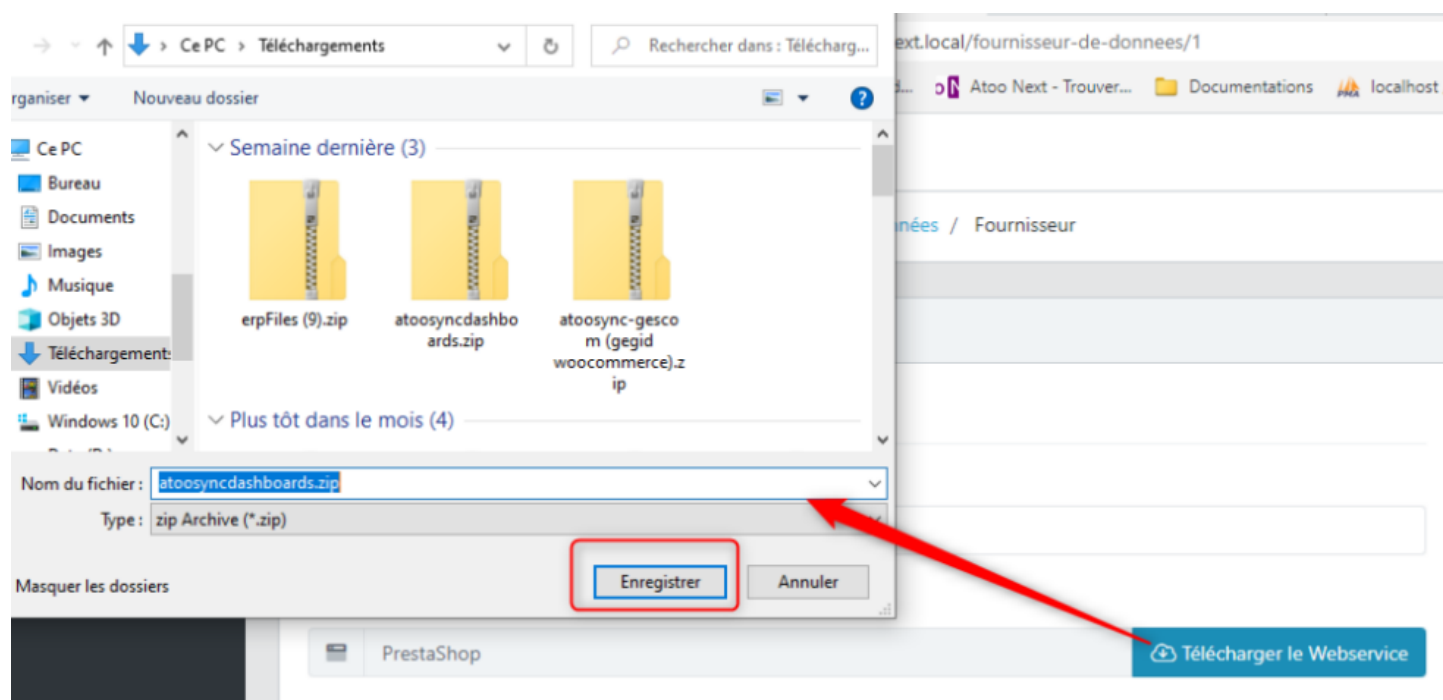 Ce PC > Téléchargements
Rechercher dans : Télécharg...
ext.local/fournisseur-de-donnees/1
rganiser
Nouveau dossier
Atoo Next - Trouver...
Documentations
localhost
Ce PC
Bureau
Documents
Images
Musique
Objets 3D
Téléchargement
Vidéos
Windows 10 (C:)
Semaine dernière (3)
erpFiles (9).zip
atoosyncdashbo
ards.zip
atoosync-gesco
m (gegid
woocommerce).z
ip
Plus tôt dans le mois (4)
nées / Fournisseur
Nom du fichier : atoosyncdashboards.zip
Type : zip Archive (*.zip)
Masquer les dossiers
Enregistrer
Annuler
PrestaShop
Télécharger le Webservice